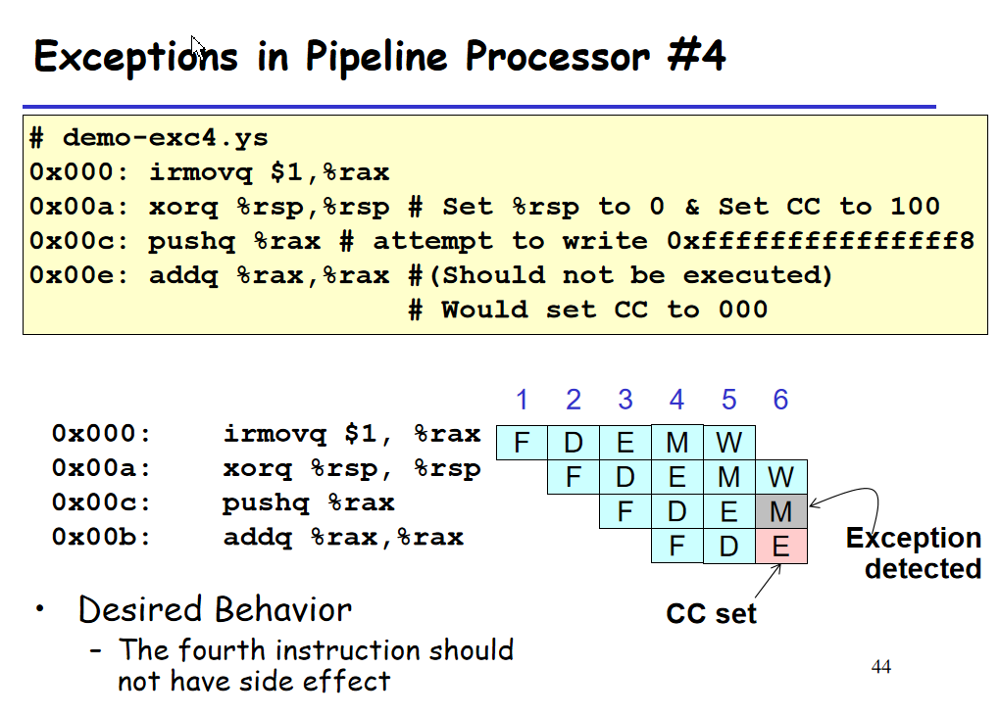 Exceptions in Pipeline Processor #4
# demo-exc4.ys
0x000: irmovq $1,%rax
0x00a: xorq %rsp,%rsp # Set %rsp to 0 & Set CC to 100
0x00c: pushq %rax # attempt to write 0xfffffffffffffff8
0x00e: addq %rax,%rax #(Should not be executed)
# Would set CC to 000
1 2 3 4 5 6
0x000: irmovq $1, %rax F D E M W
0x00a: xorq %rsp, %rsp F D E M W
0x00c: pushq %rax F D E M
0x00b: addq %rax,%rax F D E
Exception
detected
CC set
• Desired Behavior
– The fourth instruction should
not have side effect
44